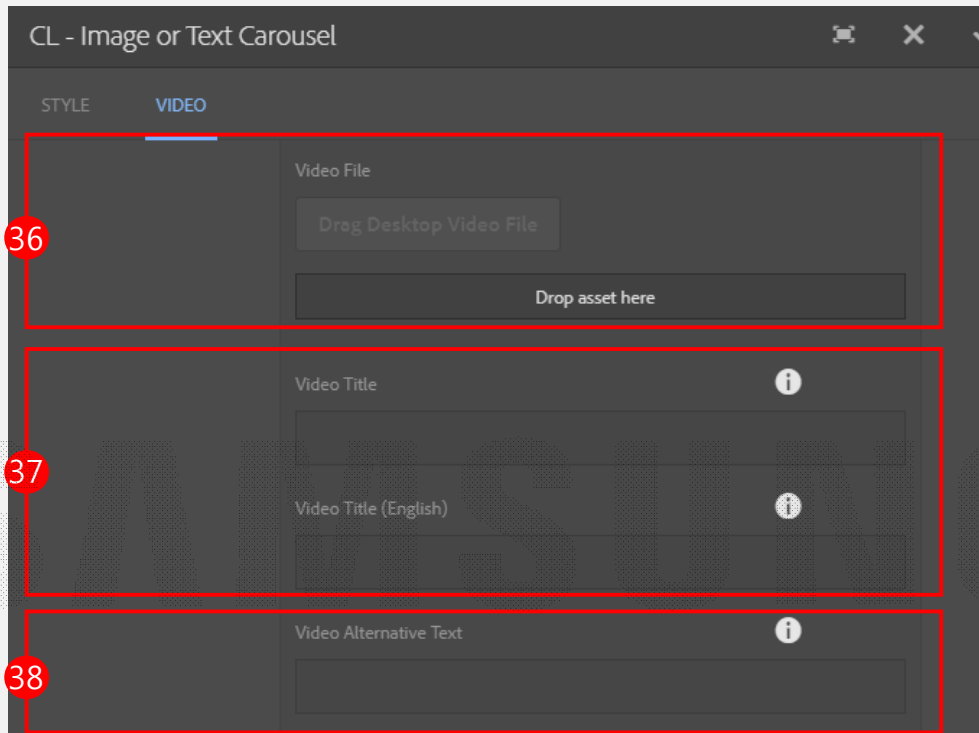 CL - Image or Text Carousel
STYLE VIDEO
Video File
36
Drag Desktop Video File
Drop asset here
Video Title
37
Video Title (English)
Video Alternative Text
38
SAMSUNG